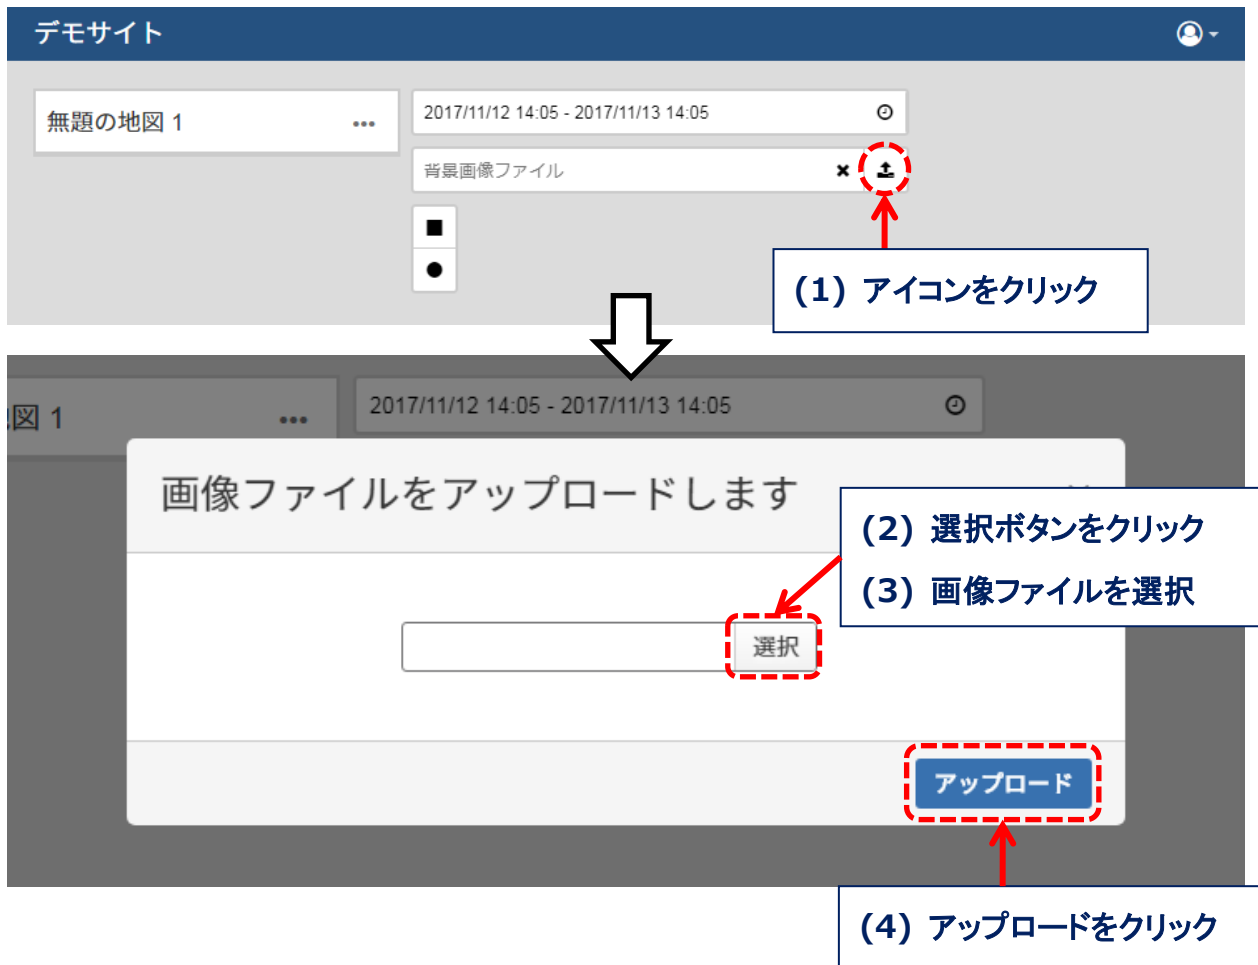 デモサイト
無題の地図 1
2017/11/12 14:05 - 2017/11/13 14:05
背景画像ファイル
(1) アイコンをクリック
図 1
2017/11/12 14:05 - 2017/11/13 14:05
画像ファイルをアップロードします
(2) 選択ボタンをクリック
(3) 画像ファイルを選択
選択
アップロード
(4) アップロードをクリック